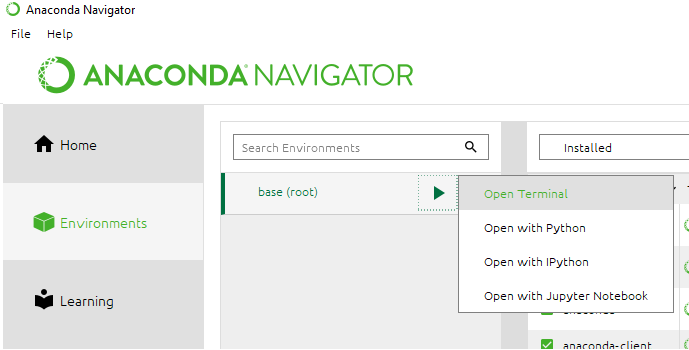 Anaconda Navigator
File Help
ANACONDA NAVIGATOR
Home
Environments
Learning
Search Environments
base (root)
Installed
Open Terminal
Open with Python
Open with IPython
Open with Jupyter Notebook
anaconda-client